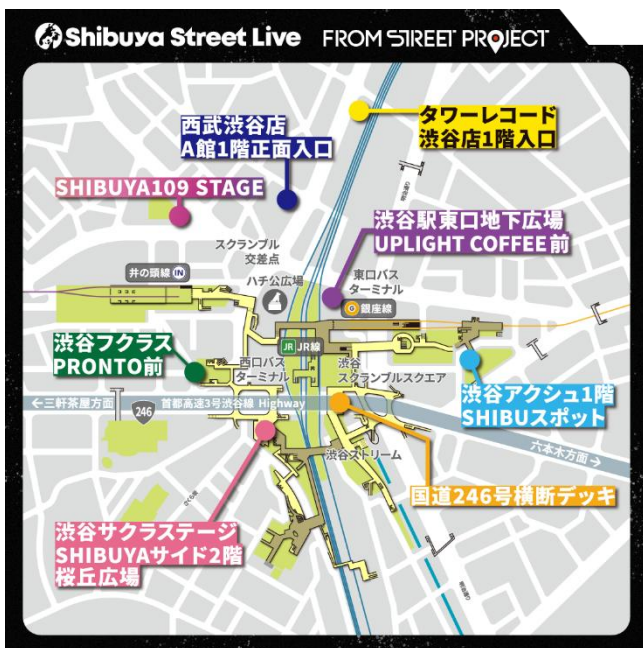 Shibuya Street Live FROM STREET PROJECT
タワーレコード
渋谷店1階入口
西武渋谷店
A館1階正面入口
SHIBUYA109 STAGE
渋谷駅東口地下広場
UPLIGHT COFFEE前
スクランブル
交差点
ハチ公広場
東口バス
ターミナル
井の頭線 IN
G 銀座線
JR JR線
渋谷フクラス
PRONTO前
西口バス
ターミナル
渋谷
スクランブルスクエア
渋谷アクシュ1階
SHIBUスポット
←三軒茶屋方面
246
首都高速3号渋谷線 Highway
六本木方面→
渋谷ストリーム
国道246号横断デッキ
渋谷サクラステージ
SHIBUYAサイド2階
桜丘広場
明治通り